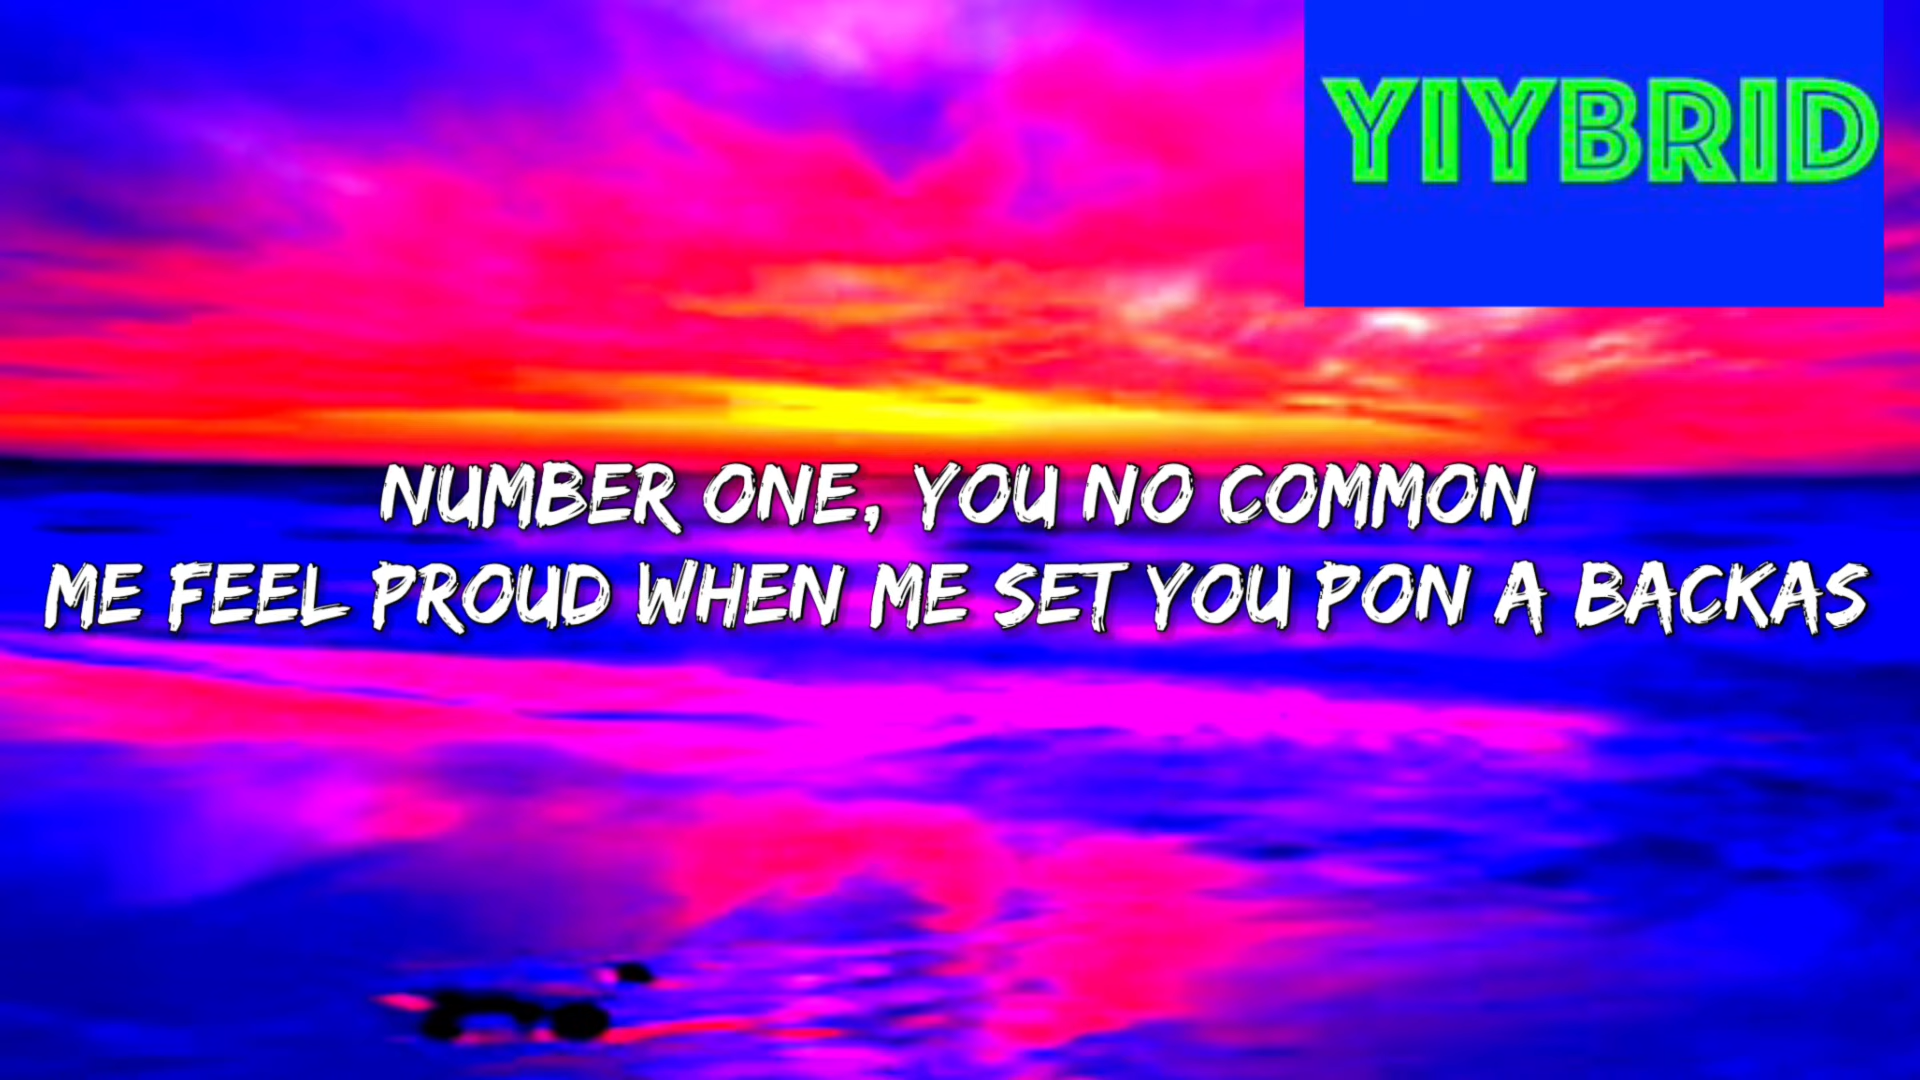 YIYBRID
NUMBER ONE, YOU NO COMMON
ME FEEL PROUD WHEN ME SET YOU PON A BACKAS